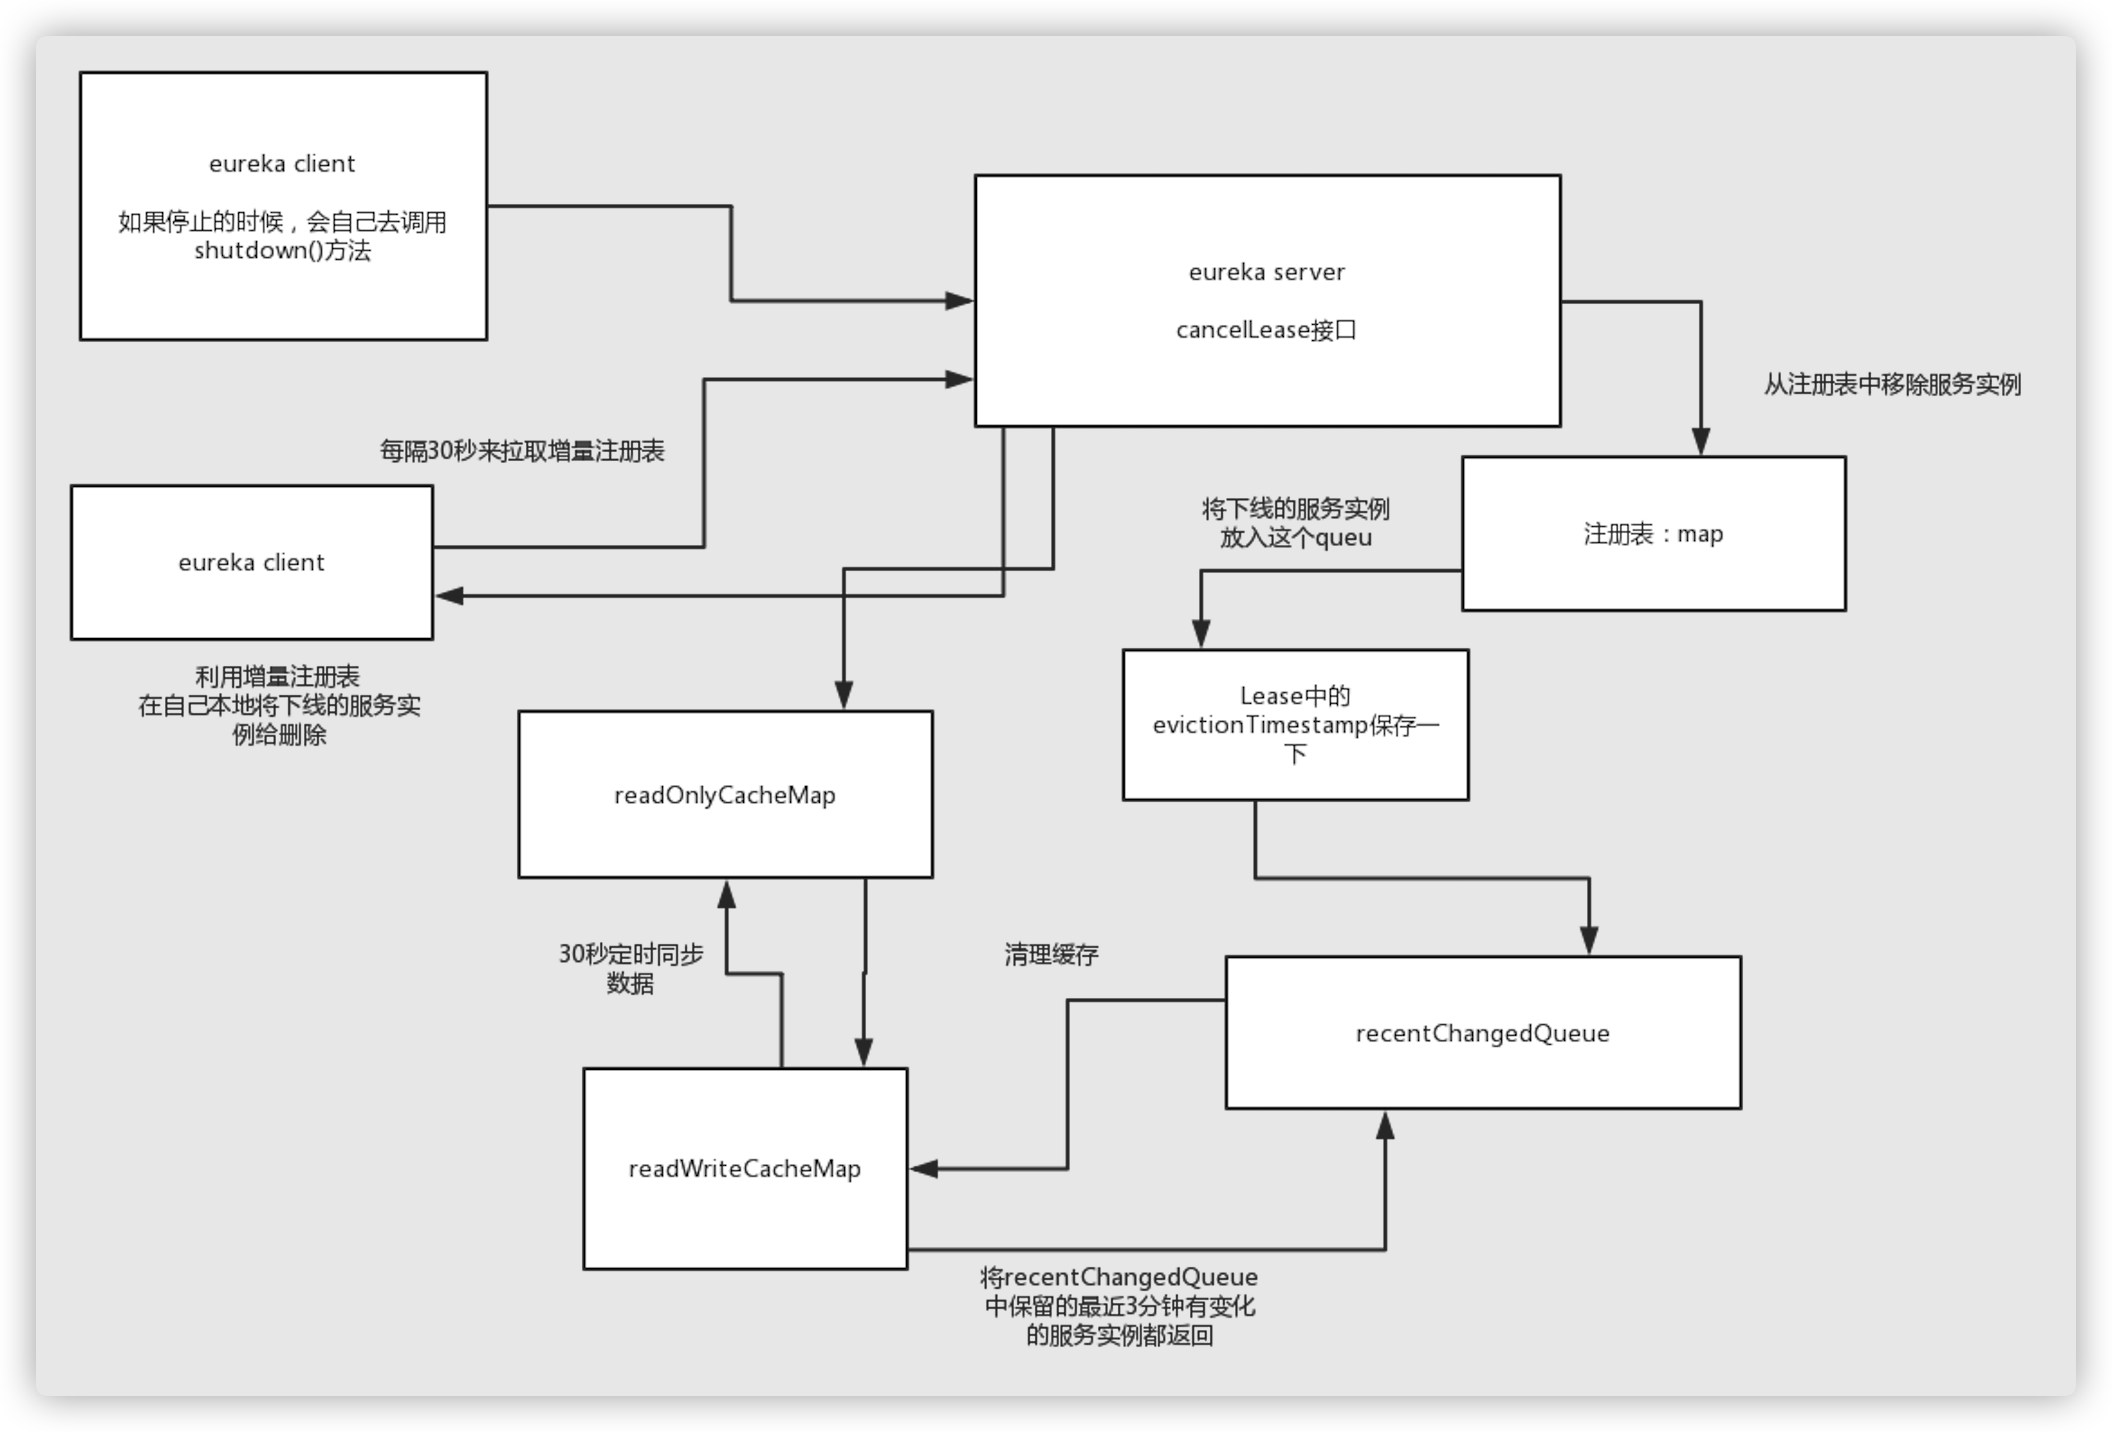 eureka client
如果停止的时候，会自己去调用
shutdown()方法
eureka server
cancelLease接口
从注册表中移除服务实例
每隔30秒来拉取增量注册表
eureka client
将下线的服务实例
放入这个queu
注册表：map
利用增量注册表
在自己本地将下线的服务实
例给删除
Lease中的
evictionTimestamp保存一
下
readOnlyCacheMap
30秒定时同步
数据
清理缓存
recentChangedQueue
readWriteCacheMap
将recentChangedQueue
中保留的最近3分钟有变化
的服务实例都返回